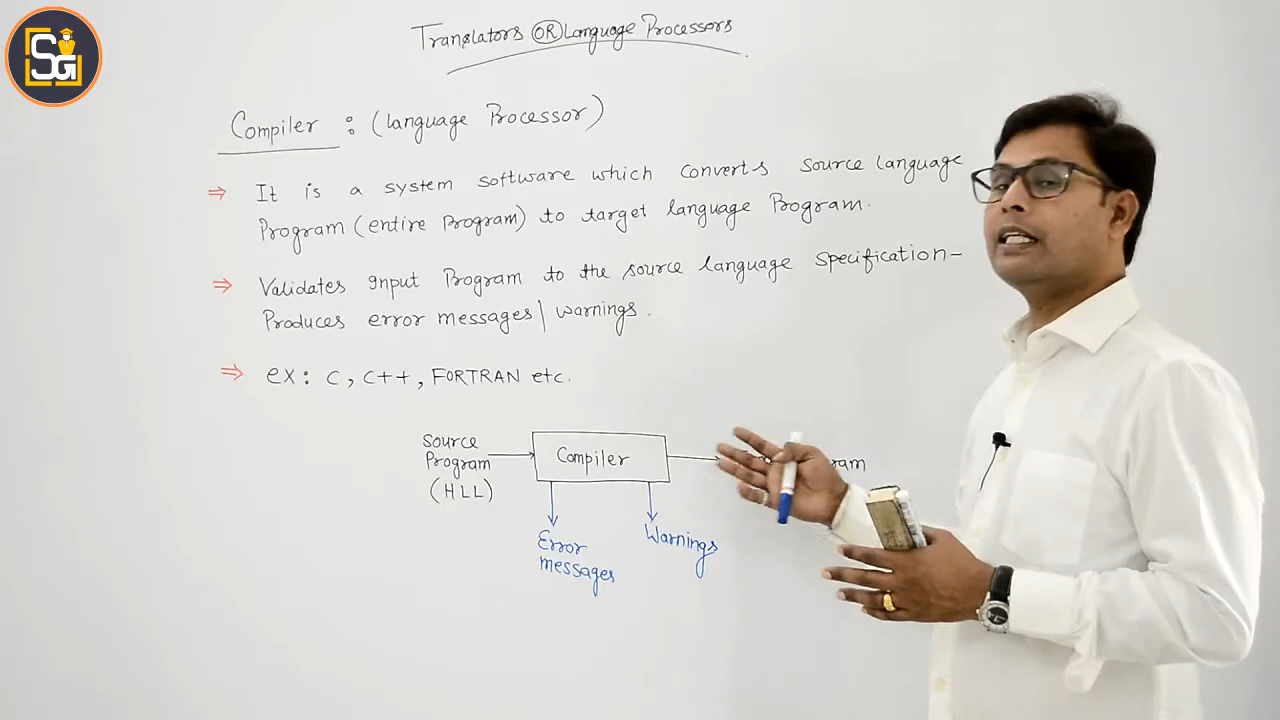 SG
Translators OR Language Processors
Compiler : (Language Processor)
⇒ It is a system software which converts source language
Program (entire Program) to target language Program.
⇒ Validates Input Program to the source language specification-
Produces error messages | warnings.
⇒ ex: C, C++, FORTRAN etc.
Source
Program
(HLL)
Compiler
Error
messages
Warnings